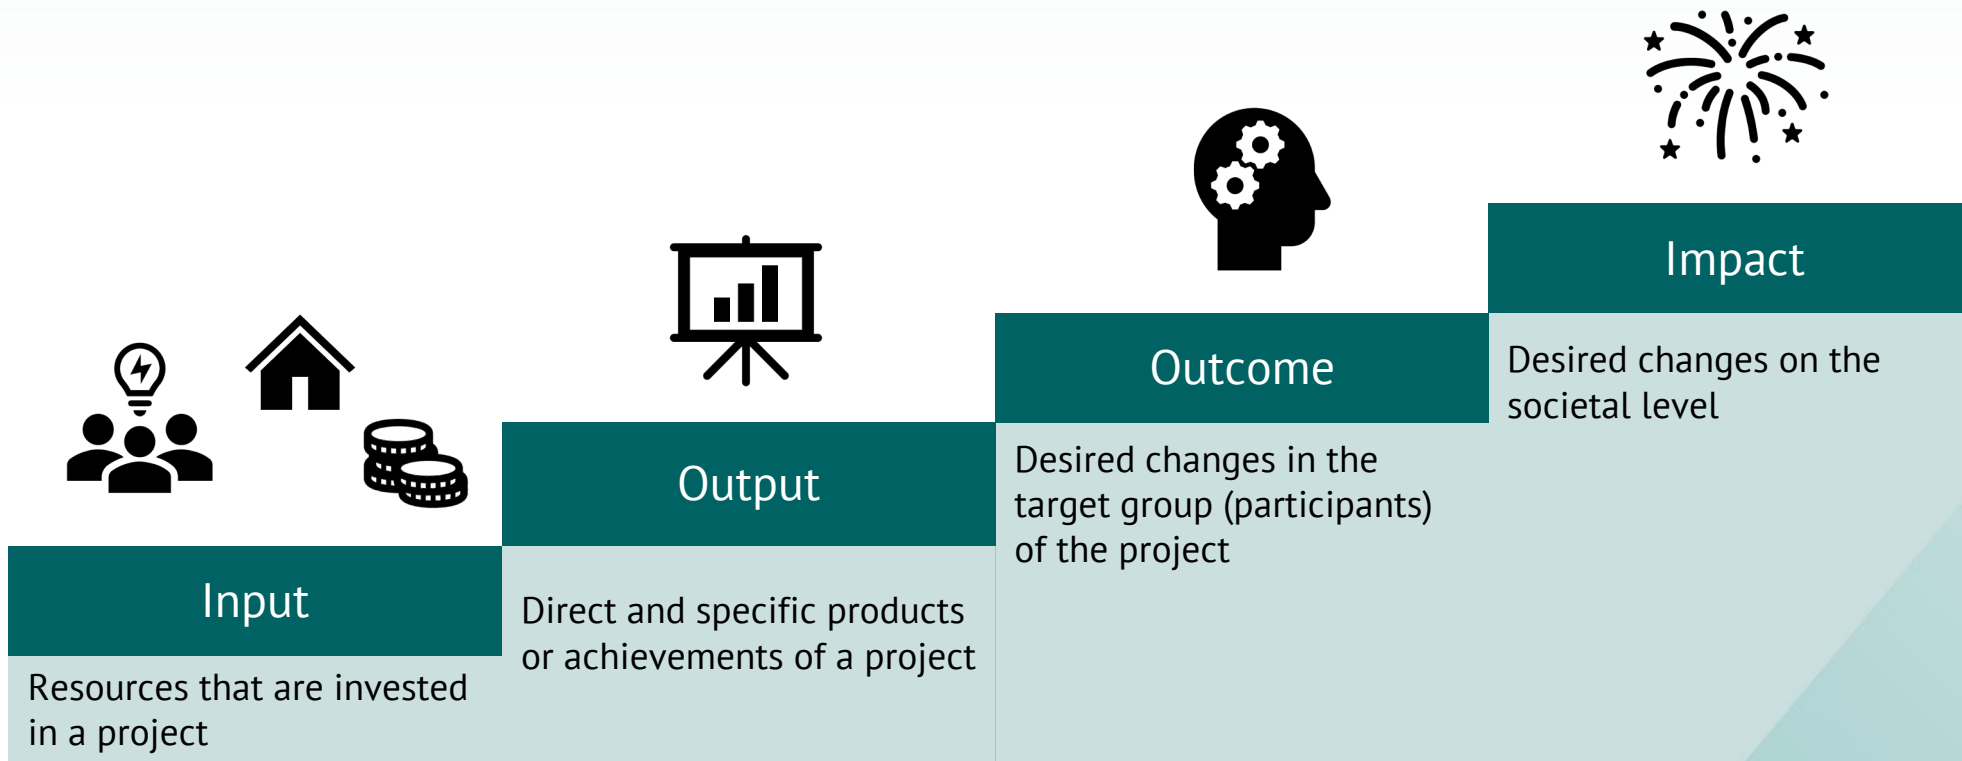 Input
Resources that are invested
in a project
Output
Direct and specific products
or achievements of a project
Outcome
Desired changes in the
target group (participants)
of the project
Impact
Desired changes on the
societal level